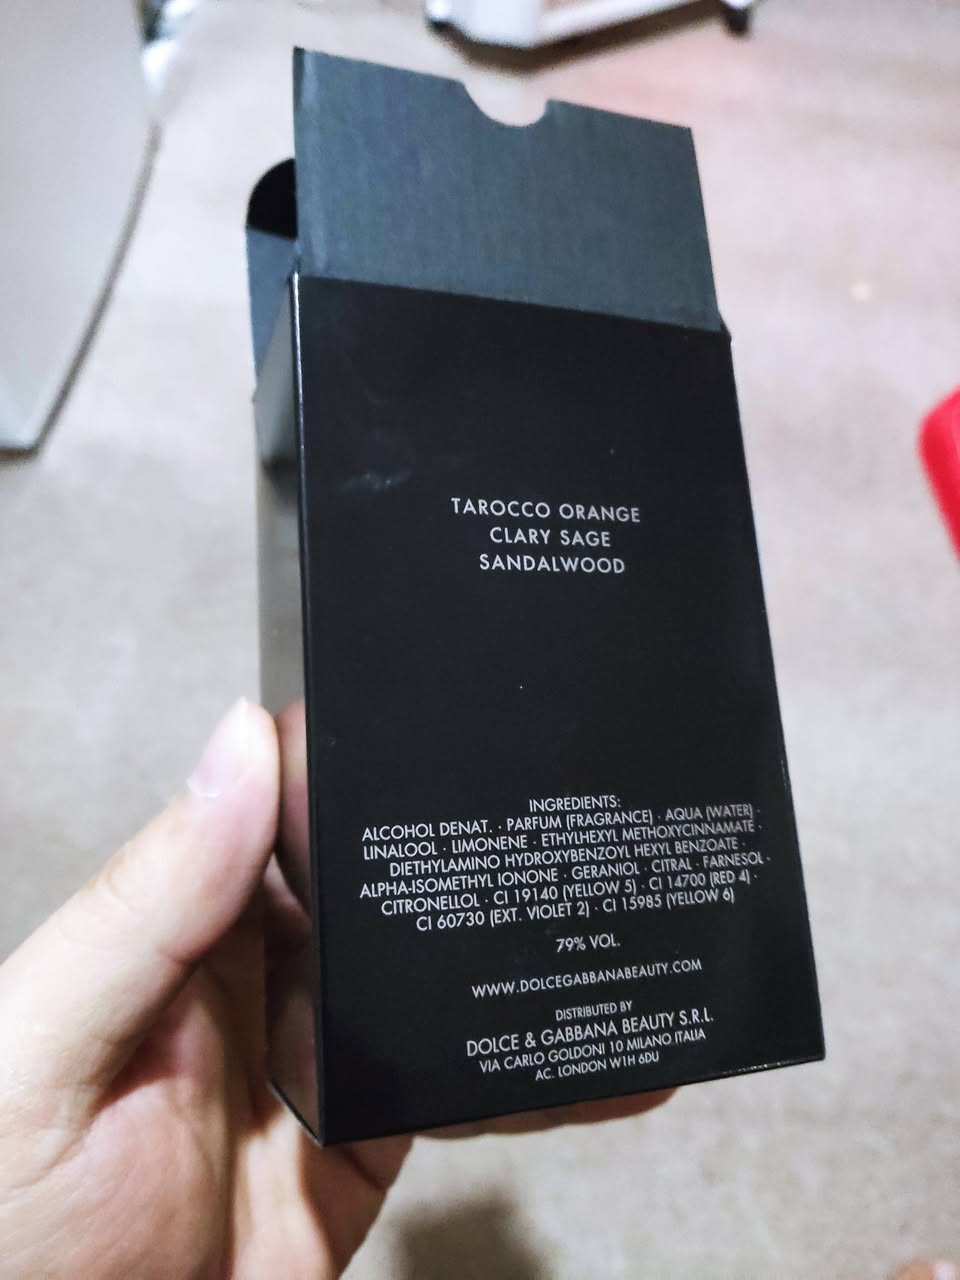 TAROCCO ORANGE
CLARY SAGE
SANDALWOOD
INGREDIENTS:
ALCOHOL DENAT. · PARFUM (FRAGRANCE) · AQUA (WATER) ·
LINALOOL · LIMONENE · ETHYLHEXYL METHOXYCINNAMATE ·
DIETHYLAMINO HYDROXYBENZOYL HEXYL BENZOATE ·
ALPHA-ISOMETHYL IONONE · GERANIOL · CITRAL · FARNESOL ·
CITRONELLOL · CI 19140 (YELLOW 5) · CI 14700 (RED 4) ·
CI 60730 (EXT. VIOLET 2) · CI 15985 (YELLOW 6)
79% VOL.
WWW.DOLCEGABBANABEAUTY.COM
DISTRIBUTED BY
DOLCE & GABBANA BEAUTY S.R.L.
VIA CARLO GOLDONI 10 MILANO ITALIA
AC. LONDON W1H 6DU